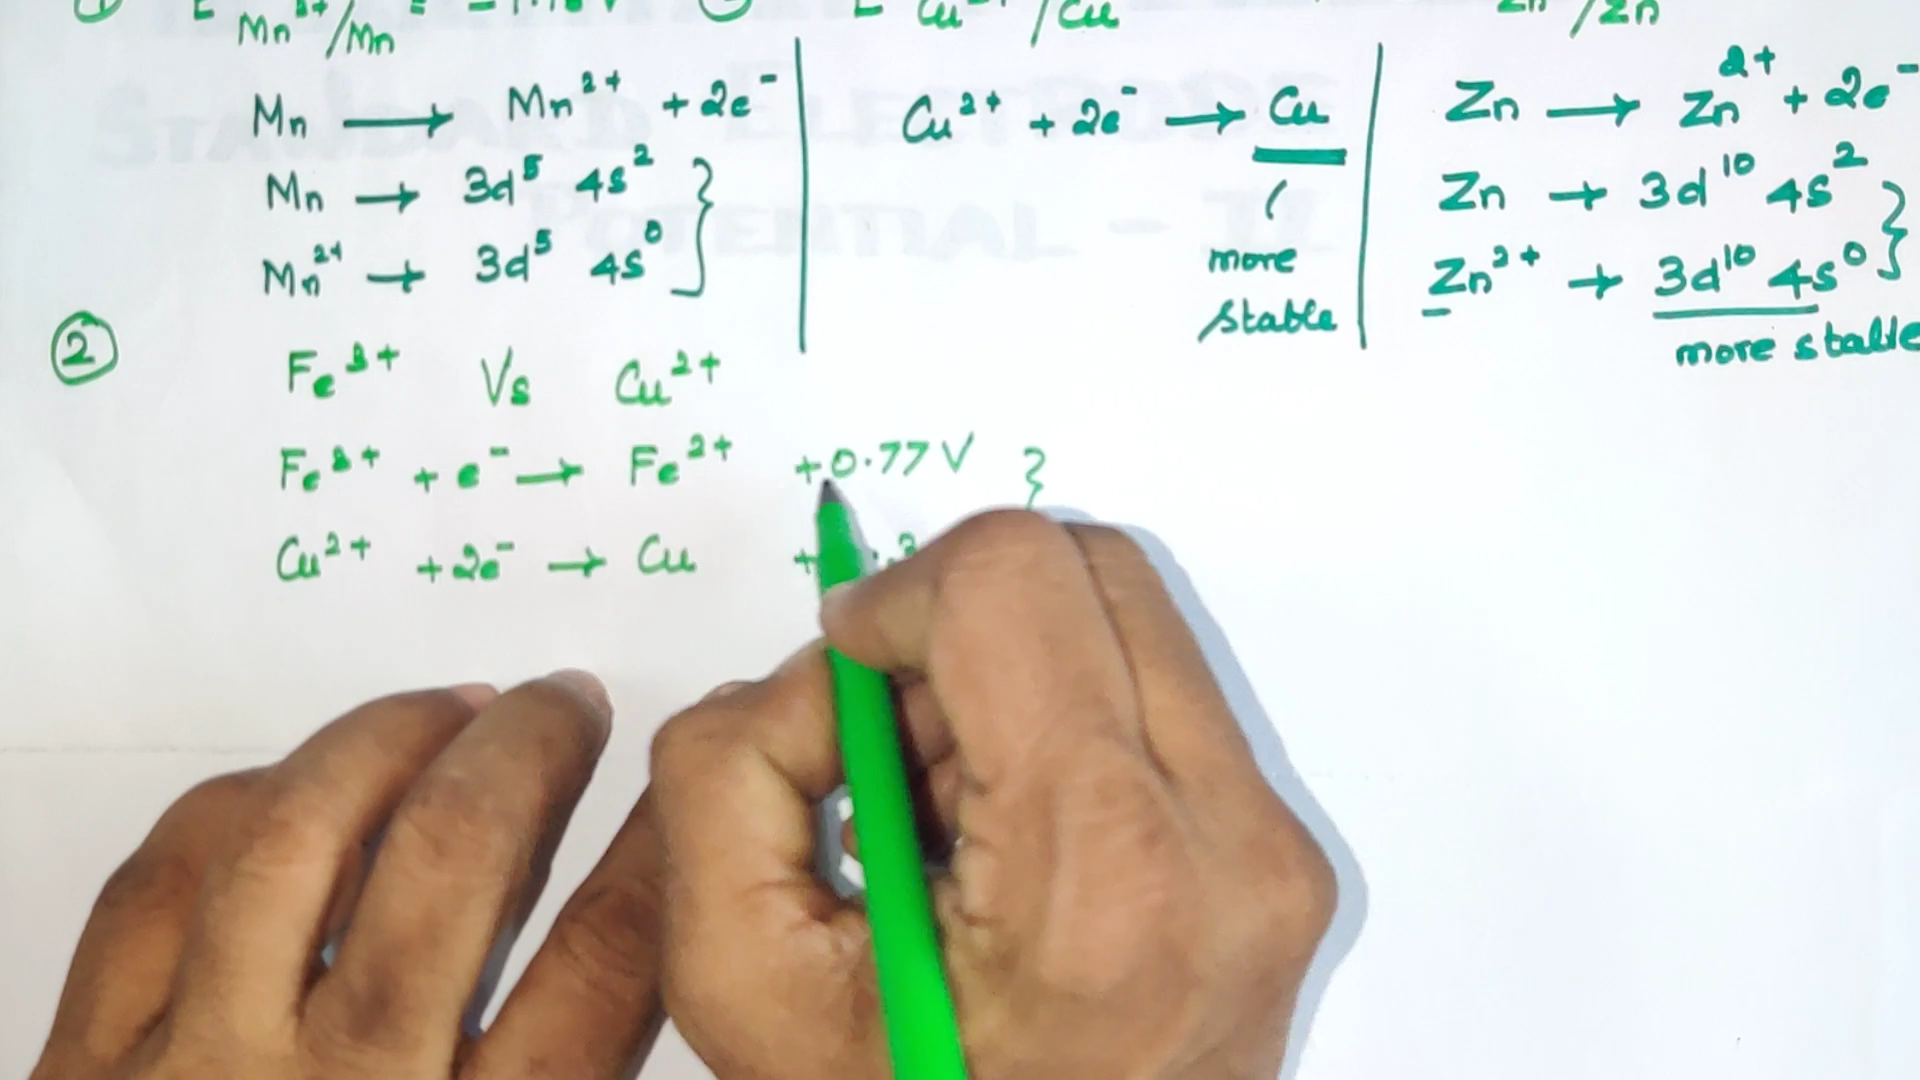 Mn²⁺/Mn
Cu²⁺/Cu
Zn²⁺/Zn
Mn → Mn²⁺ + 2e⁻
Mn → 3d⁵ 4s²
Mn²⁺ → 3d⁵ 4s⁰
Cu²⁺ + 2e⁻ → Cu
more
stable
Zn → Zn²⁺ + 2e⁻
Zn → 3d¹⁰ 4s²
Zn²⁺ → 3d¹⁰ 4s⁰
more stable
② Fe³⁺ Vs Cu²⁺
Fe³⁺ + e⁻ → Fe²⁺ +0.77 V
Cu²⁺ + 2e⁻ → Cu +